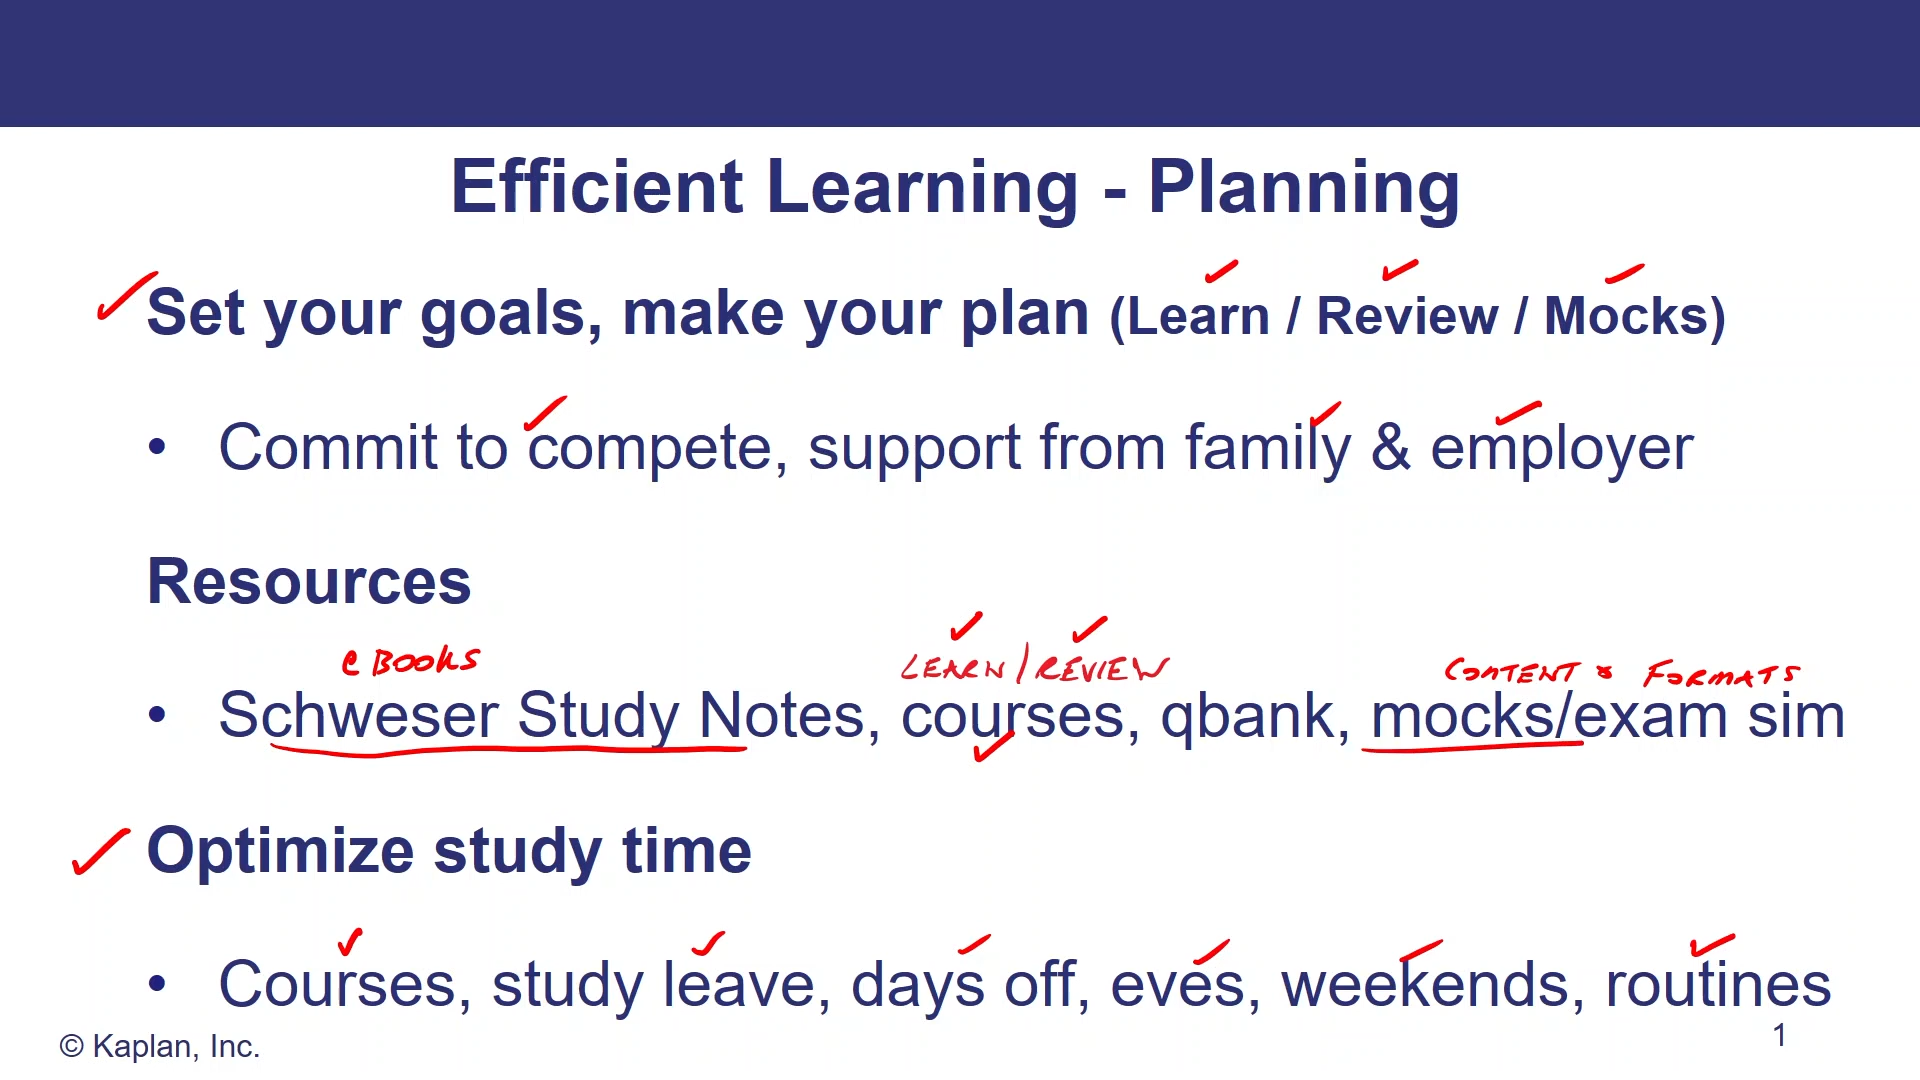 Efficient Learning - Planning
Set your goals, make your plan (Learn / Review / Mocks)
• Commit to compete, support from family & employer
Resources
e Books
LEARN / REVIEW
CONTENT & FORMATS
• Schweser Study Notes, courses, qbank, mocks/exam sim
Optimize study time
• Courses, study leave, days off, eves, weekends, routines
© Kaplan, Inc.
1